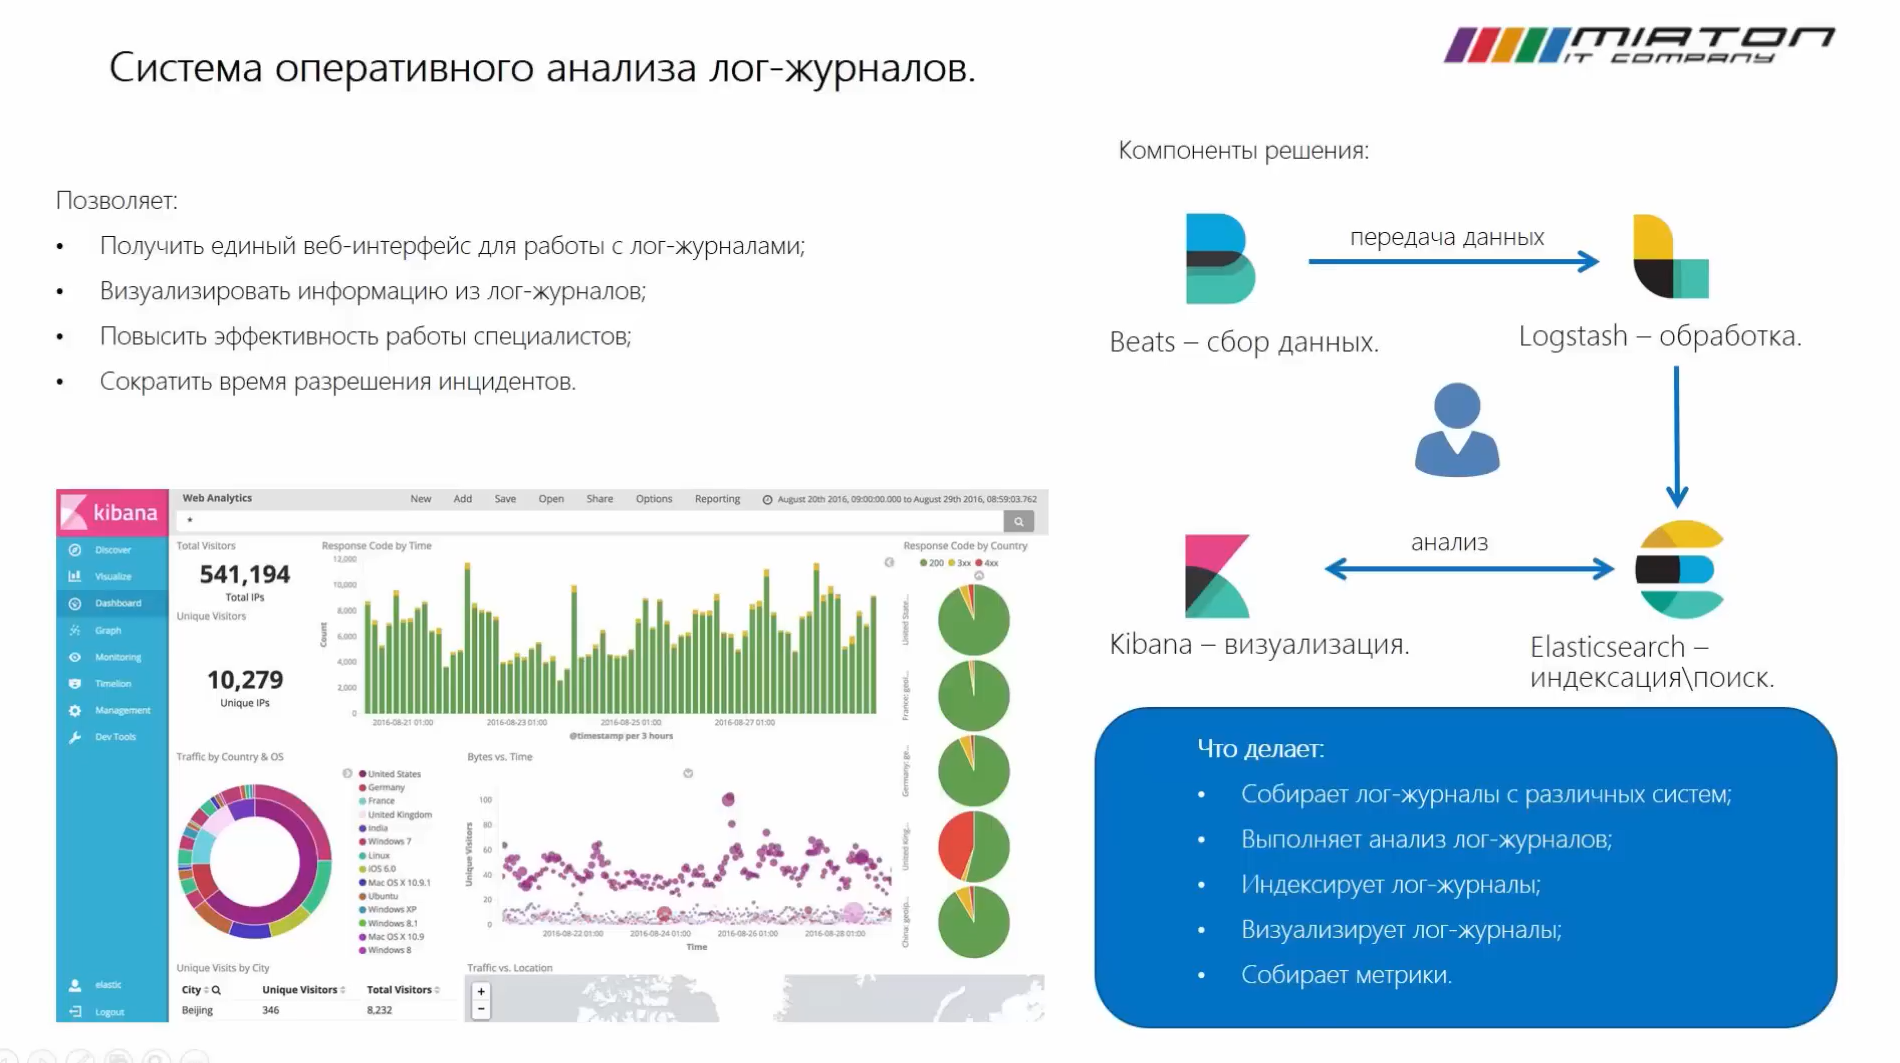 Система оперативного анализа лог-журналов.
MIRTON
IT COMPANY
Позволяет:
• Получить единый веб-интерфейс для работы с лог-журналами;
• Визуализировать информацию из лог-журналов;
• Повысить эффективность работы специалистов;
• Сократить время разрешения инцидентов.
Компоненты решения:
передача данных
Beats – сбор данных.
Logstash – обработка.
анализ
Kibana – визуализация.
Elasticsearch –
индексация\поиск.
kibana
Discover
Visualize
Dashboard
Graph
Monitoring
Timelion
Management
Dev Tools
elastic
Logout
Web Analytics
New Add Save Open Share Options Reporting August 20th 2016, 09:00:00.000 to August 29th 2016, 08:59:03.762
*
Total Visitors
541,194
Total IPs
Unique Visitors
10,279
Unique IPs
Response Code by Time
Count
12,000
10,000
8,000
6,000
4,000
2,000
0
2016-08-21 01:00 2016-08-23 01:00 2016-08-25 01:00 2016-08-27 01:00
@timestamp per 3 hours
Response Code by Country
200 3xx 4xx
United State...
France: geoi...
Germany: ge...
United King...
China: geoip...
Traffic by Country & OS
United States
Germany
France
United Kingdom
India
Windows 7
Linux
iOS 6.0
Mac OS X 10.9.1
Ubuntu
Windows XP
Windows 8.1
Mac OS X 10.9
Windows 8
Bytes vs. Time
Unique Visitors
100
80
60
40
20
0
2016-08-22 01:00 2016-08-24 01:00 2016-08-26 01:00 2016-08-28 01:00
Time
Unique Visits by City
City Unique Visitors Total Visitors
Beijing 346 8,232
Traffic vs. Location
+
−
Что делает:
• Собирает лог-журналы с различных систем;
• Выполняет анализ лог-журналов;
• Индексирует лог-журналы;
• Визуализирует лог-журналы;
• Собирает метрики.